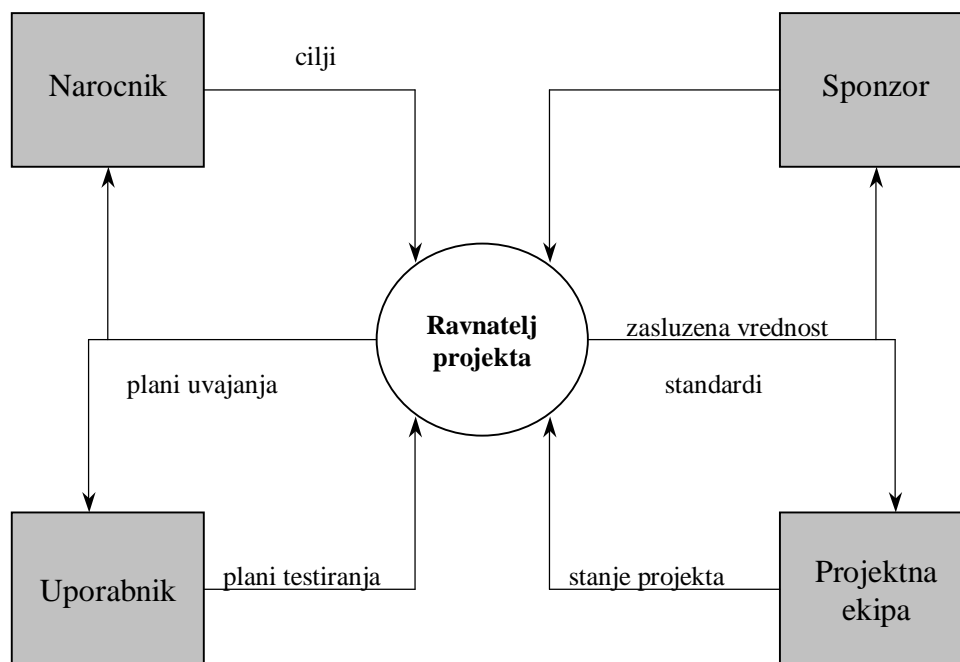 cilji
Narocnik
Sponzor
Ravnatelj
projekta
zasluzena vrednost
plani uvajanja
standardi
Uporabnik
plani testiranja
stanje projekta
Projektna
ekipa